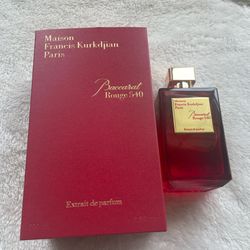 Maison
Francis Kurkdjian
Paris
Baccarat
Rouge 540
Extrait de parfum
Maison
Francis Kurkdjian
Paris
Baccarat
Rouge 540
Extrait de parfum